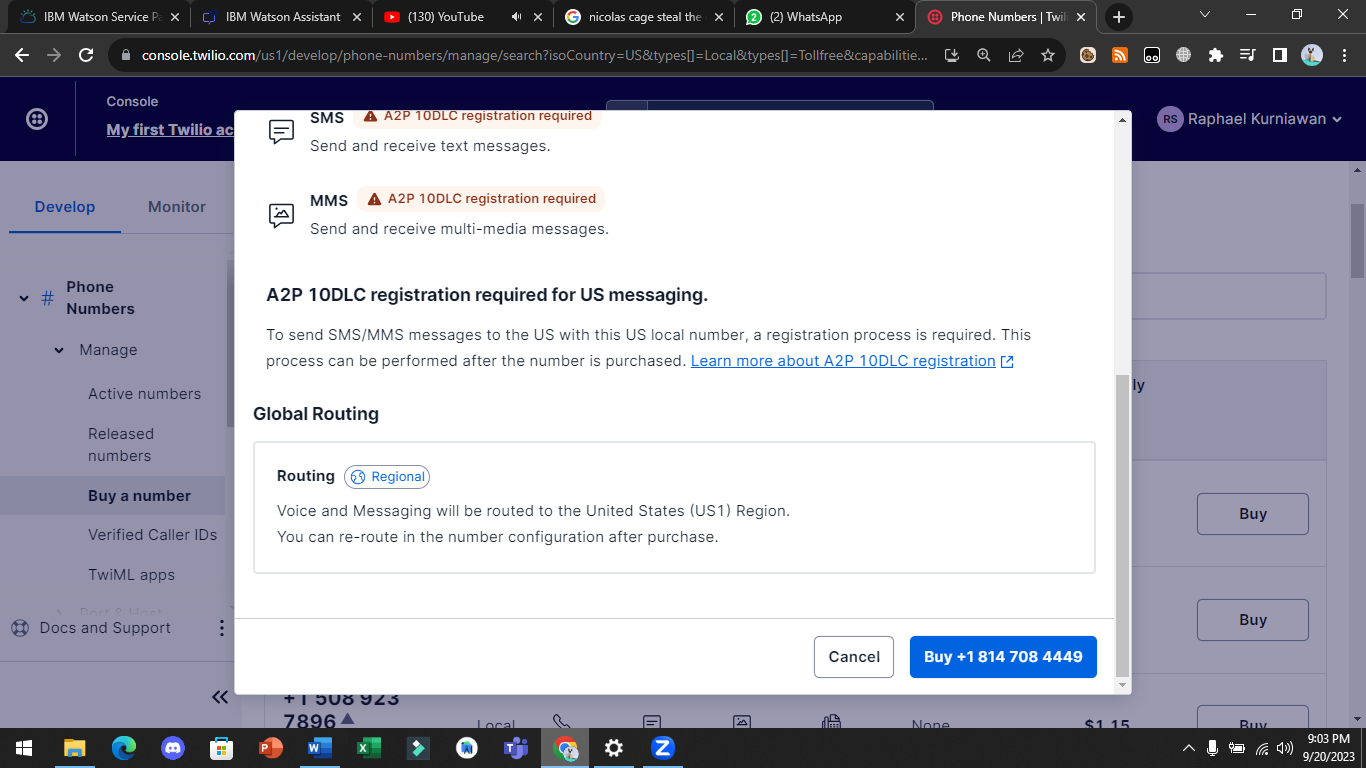 IBM Watson Service Pa
IBM Watson Assistant
(130) YouTube
nicolas cage steal the
(2) WhatsApp
Phone Numbers | Twil
console.twilio.com/us1/develop/phone-numbers/manage/search?isoCountry=US&types[]=Local&types[]=Tollfree&capabilitie...
Console
My first Twilio ac
RS Raphael Kurniawan
Develop
Monitor
# Phone
Numbers
Manage
Active numbers
Released
numbers
Buy a number
Verified Caller IDs
TwiML apps
Port & Host
Docs and Support
SMS A2P 10DLC registration required
Send and receive text messages.
MMS A2P 10DLC registration required
Send and receive multi-media messages.
A2P 10DLC registration required for US messaging.
To send SMS/MMS messages to the US with this US local number, a registration process is required. This
process can be performed after the number is purchased. Learn more about A2P 10DLC registration
Global Routing
Routing Regional
Voice and Messaging will be routed to the United States (US1) Region.
You can re-route in the number configuration after purchase.
Cancel
Buy +1 814 708 4449
ly
Buy
Buy
+1 508 923
7896
Local
None
$1.15
Buy
9:03 PM
9/20/2023